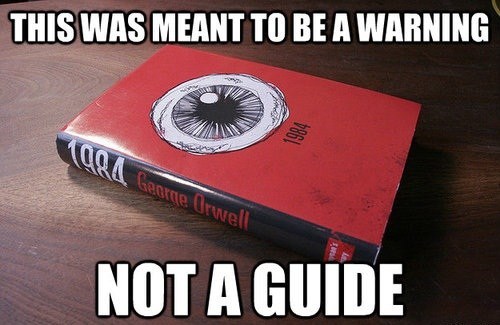 THIS WAS MEANT TO BE A WARNING
1984
1984 George Orwell
NOT A GUIDE